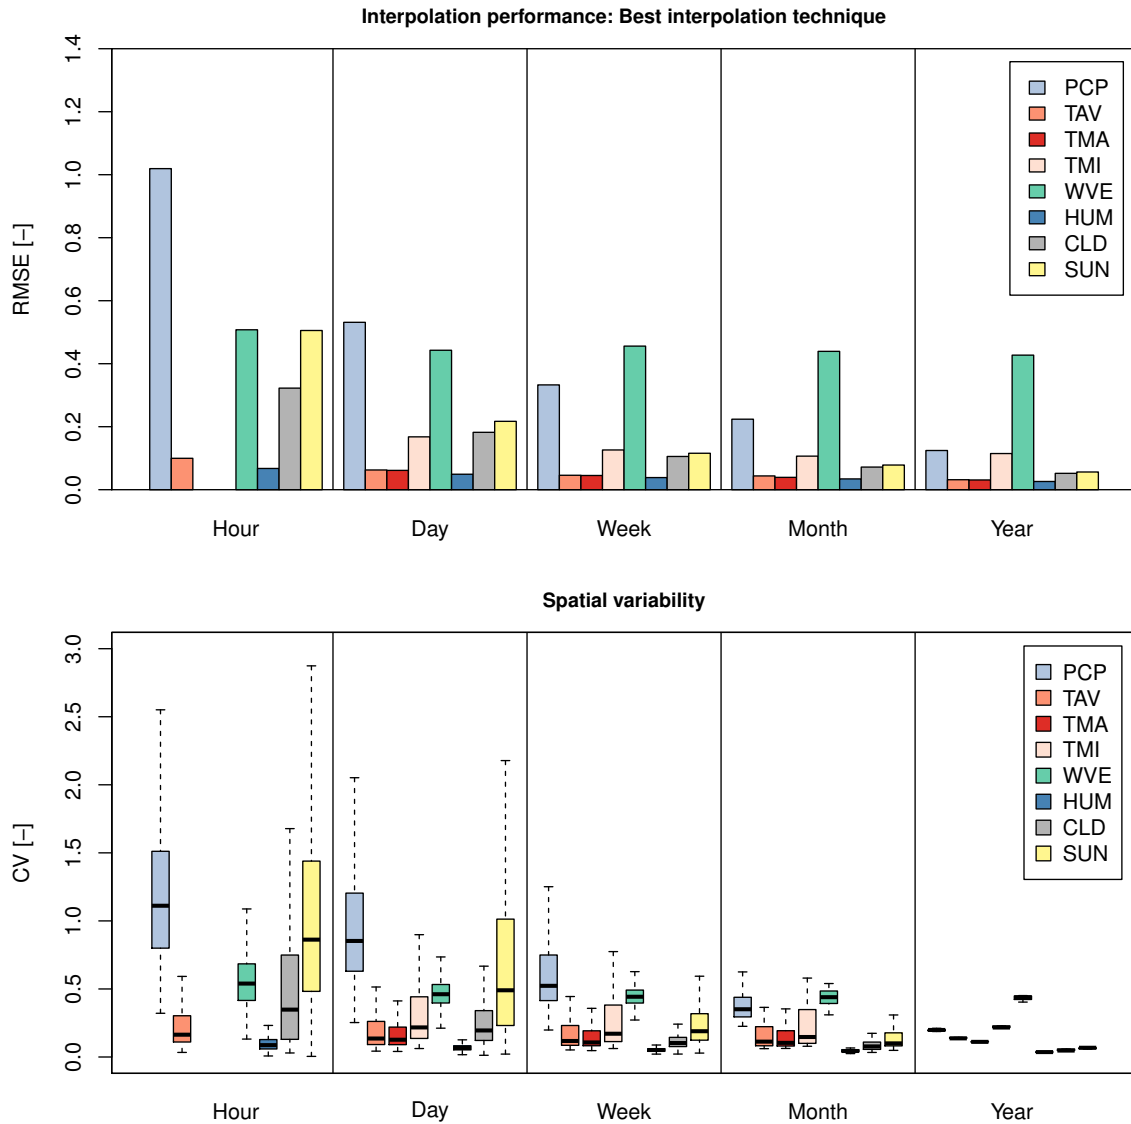 Interpolation performance: Best interpolation technique
1.4
1.2
1.0
0.8
0.6
0.4
0.2
0.0
RMSE [−]
PCP
TAV
TMA
TMI
WVE
HUM
CLD
SUN
Hour Day Week Month Year
Spatial variability
3.0
2.5
2.0
1.5
1.0
0.5
0.0
CV [−]
PCP
TAV
TMA
TMI
WVE
HUM
CLD
SUN
Hour Day Week Month Year